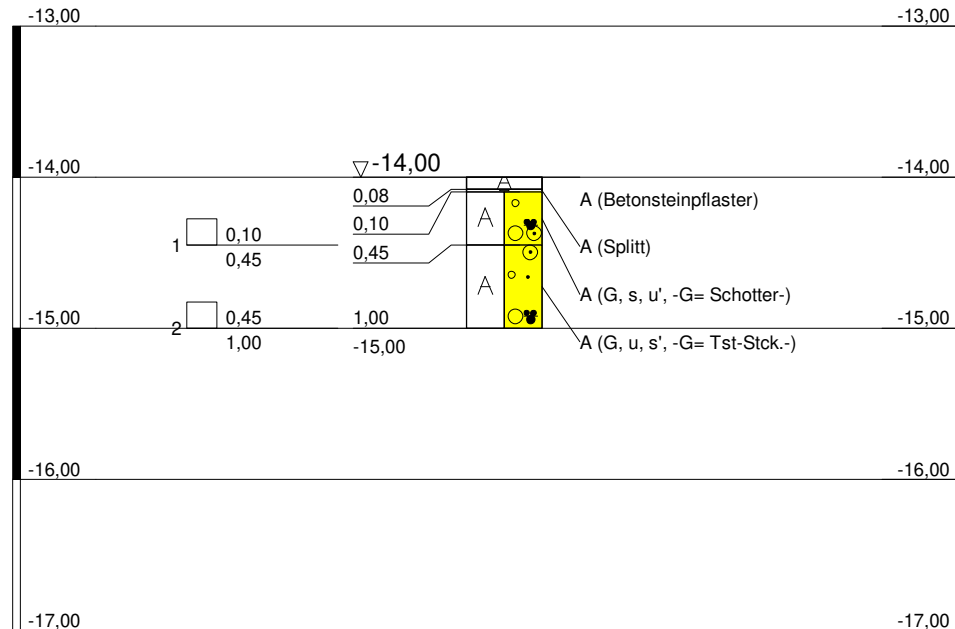 -13,00 -13,00
-14,00 ▽ -14,00 -14,00
A
0,08 A (Betonsteinpflaster)
0,10 A
1 0,10 A (Splitt)
0,45 0,45
A (G, s, u', -G= Schotter-)
A
2 0,45 1,00 -15,00 -15,00
1,00 -15,00 A (G, u, s', -G= Tst-Stck.-)
-16,00 -16,00
-17,00 -17,00